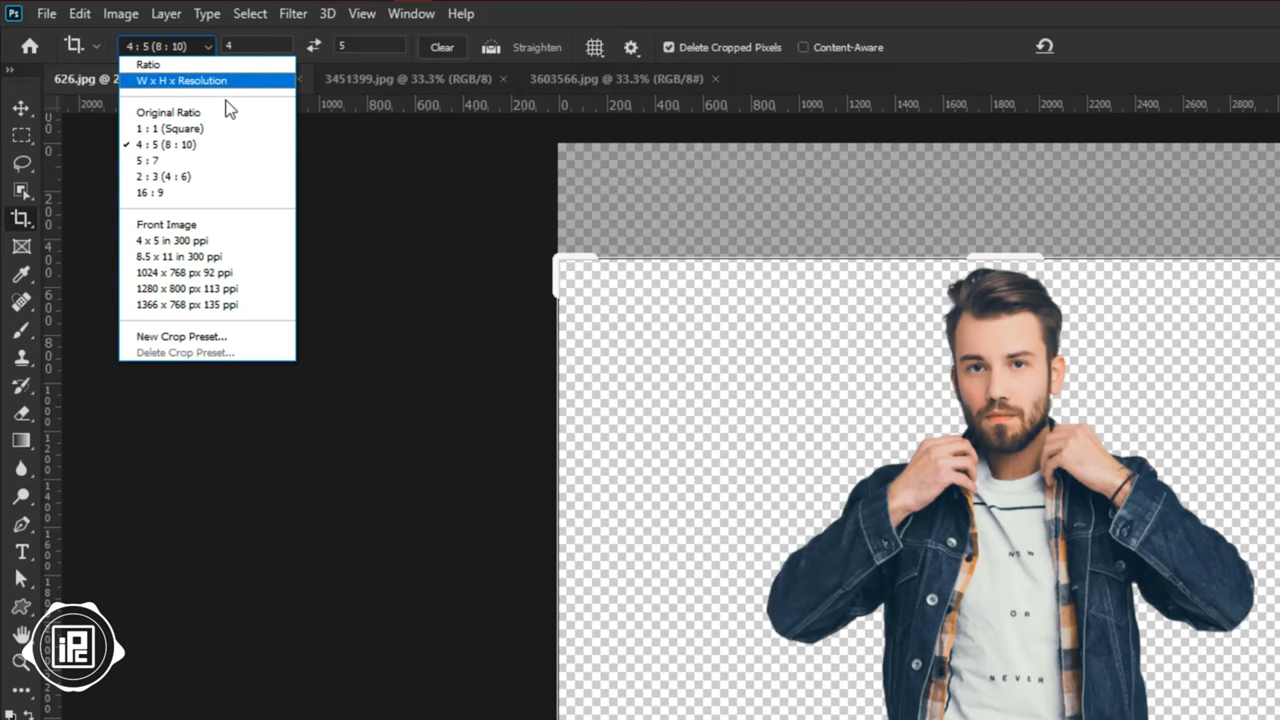 Ps File Edit Image Layer Type Select Filter 3D View Window Help
4 : 5 (8 : 10) 4 5 Clear Straighten Delete Cropped Pixels Content-Aware
626.jpg @ 2 3451399.jpg @ 33.3% (RGB/8) × 3603566.jpg @ 33.3% (RGB/8#) ×
2000 1000 800 600 400 200 0 200 400 600 800 1000 1200 1400 1600 1800 2000 2200 2400 2600 2800
Ratio
W x H x Resolution
Original Ratio
1 : 1 (Square)
4 : 5 (8 : 10)
5 : 7
2 : 3 (4 : 6)
16 : 9
Front Image
4 x 5 in 300 ppi
8.5 x 11 in 300 ppi
1024 x 768 px 92 ppi
1280 x 800 px 113 ppi
1366 x 768 px 135 ppi
New Crop Preset...
Delete Crop Preset...
OR
NEVER
iPc